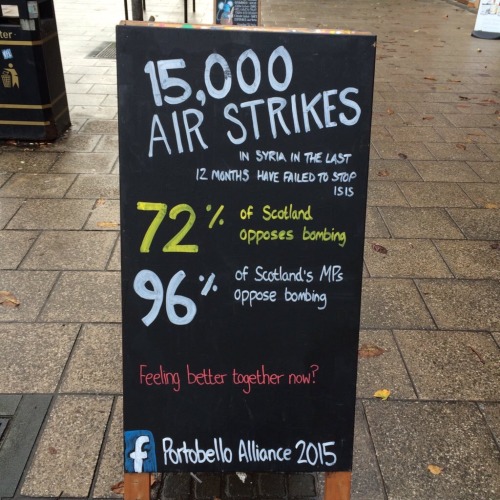 15,000
AIR STRIKES
IN SYRIA IN THE LAST
12 MONTHS HAVE FAILED TO STOP
ISIS
72% of Scotland
opposes bombing
96% of Scotland's MPs
oppose bombing
Feeling better together now?
f Portobello Alliance 2015